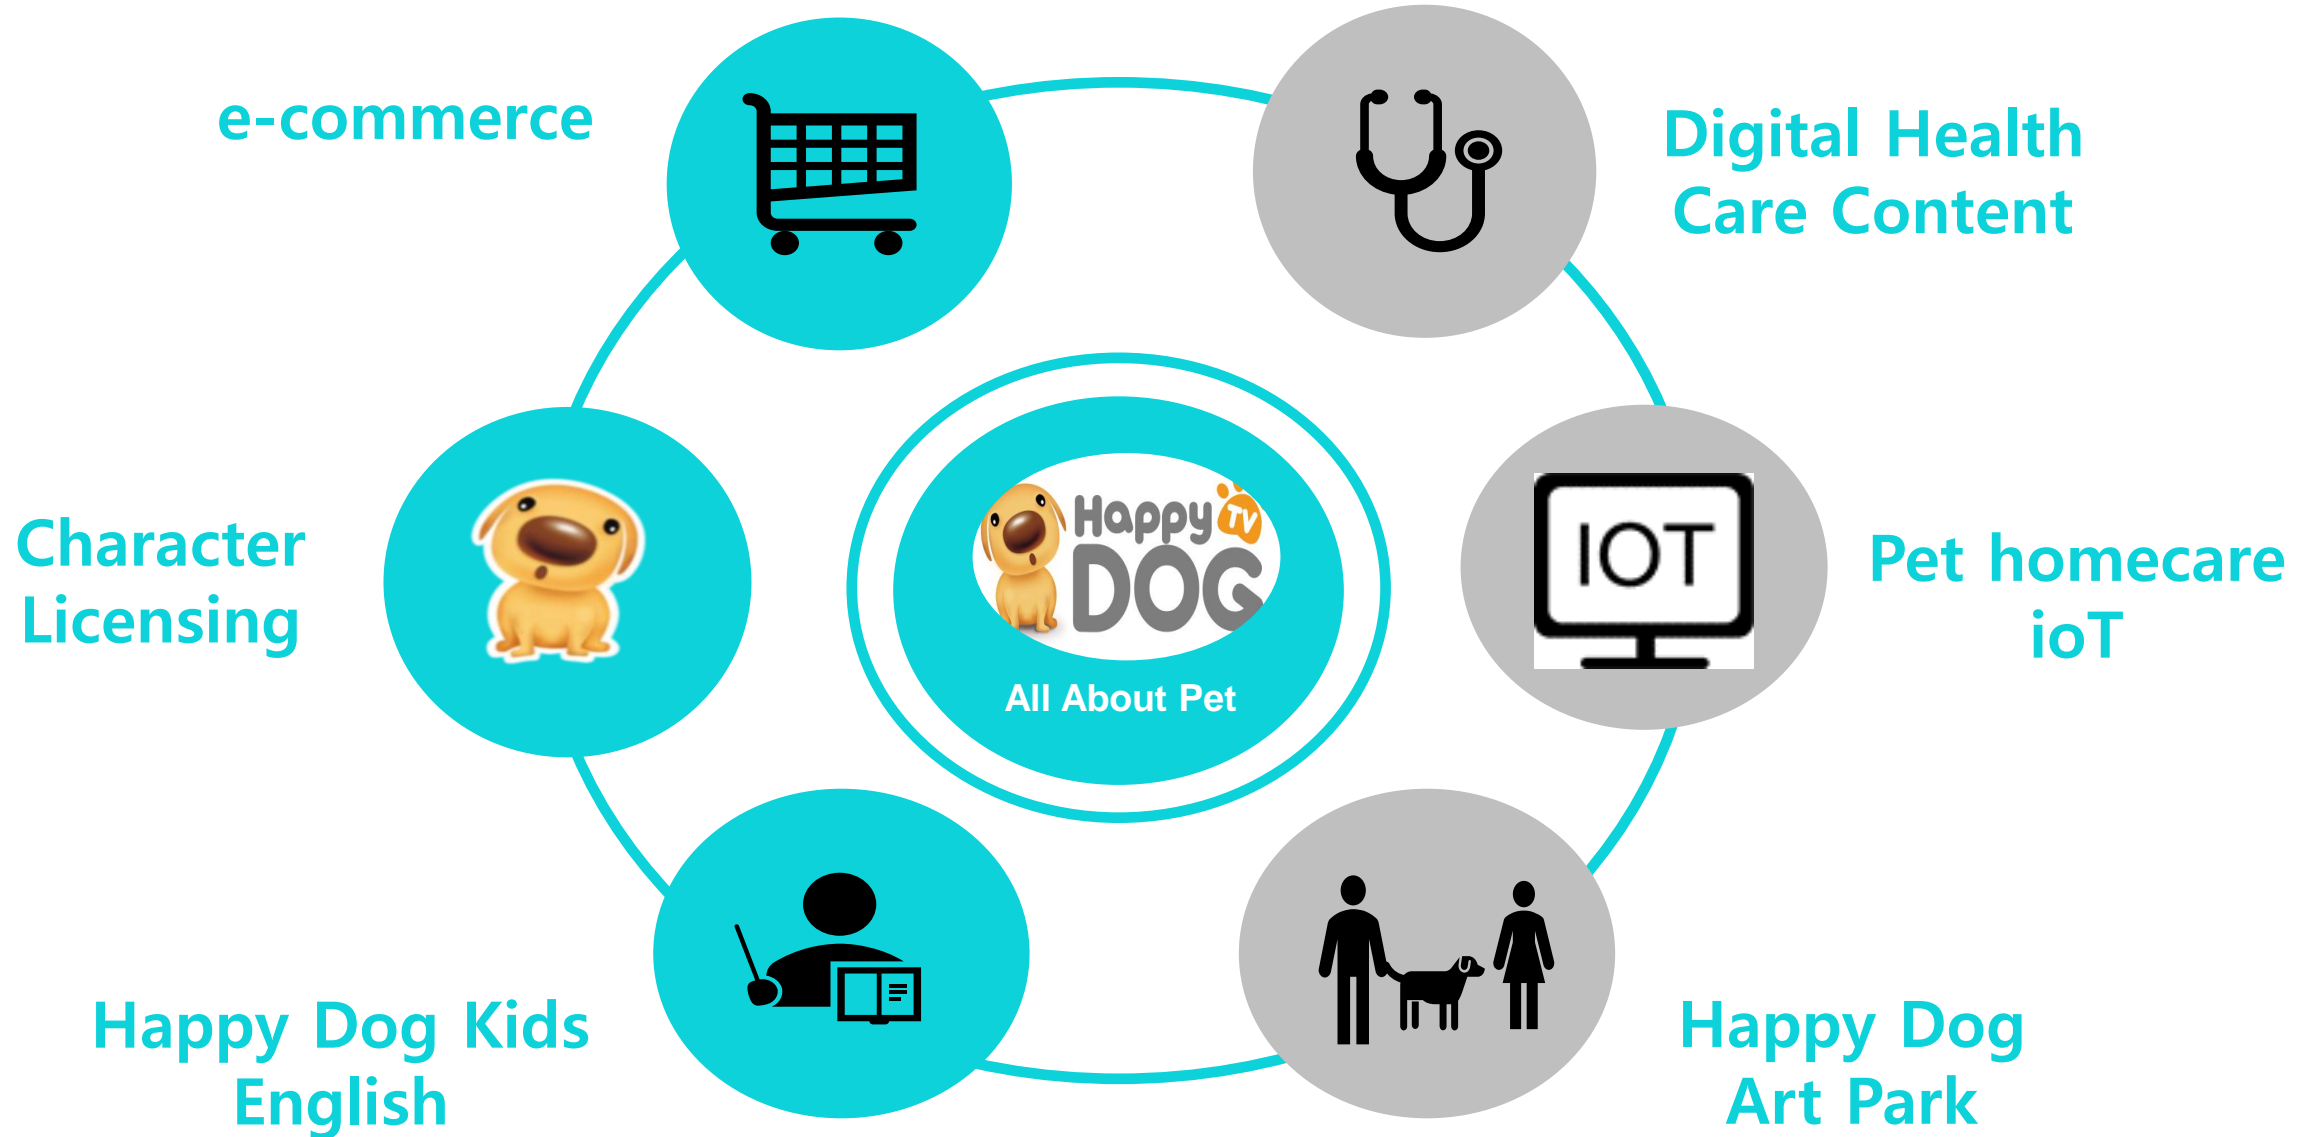 e-commerce
Digital Health
Care Content
Character
Licensing
Happy TV
DOG
All About Pet
IOT
Pet homecare
ioT
Happy Dog Kids
English
Happy Dog
Art Park